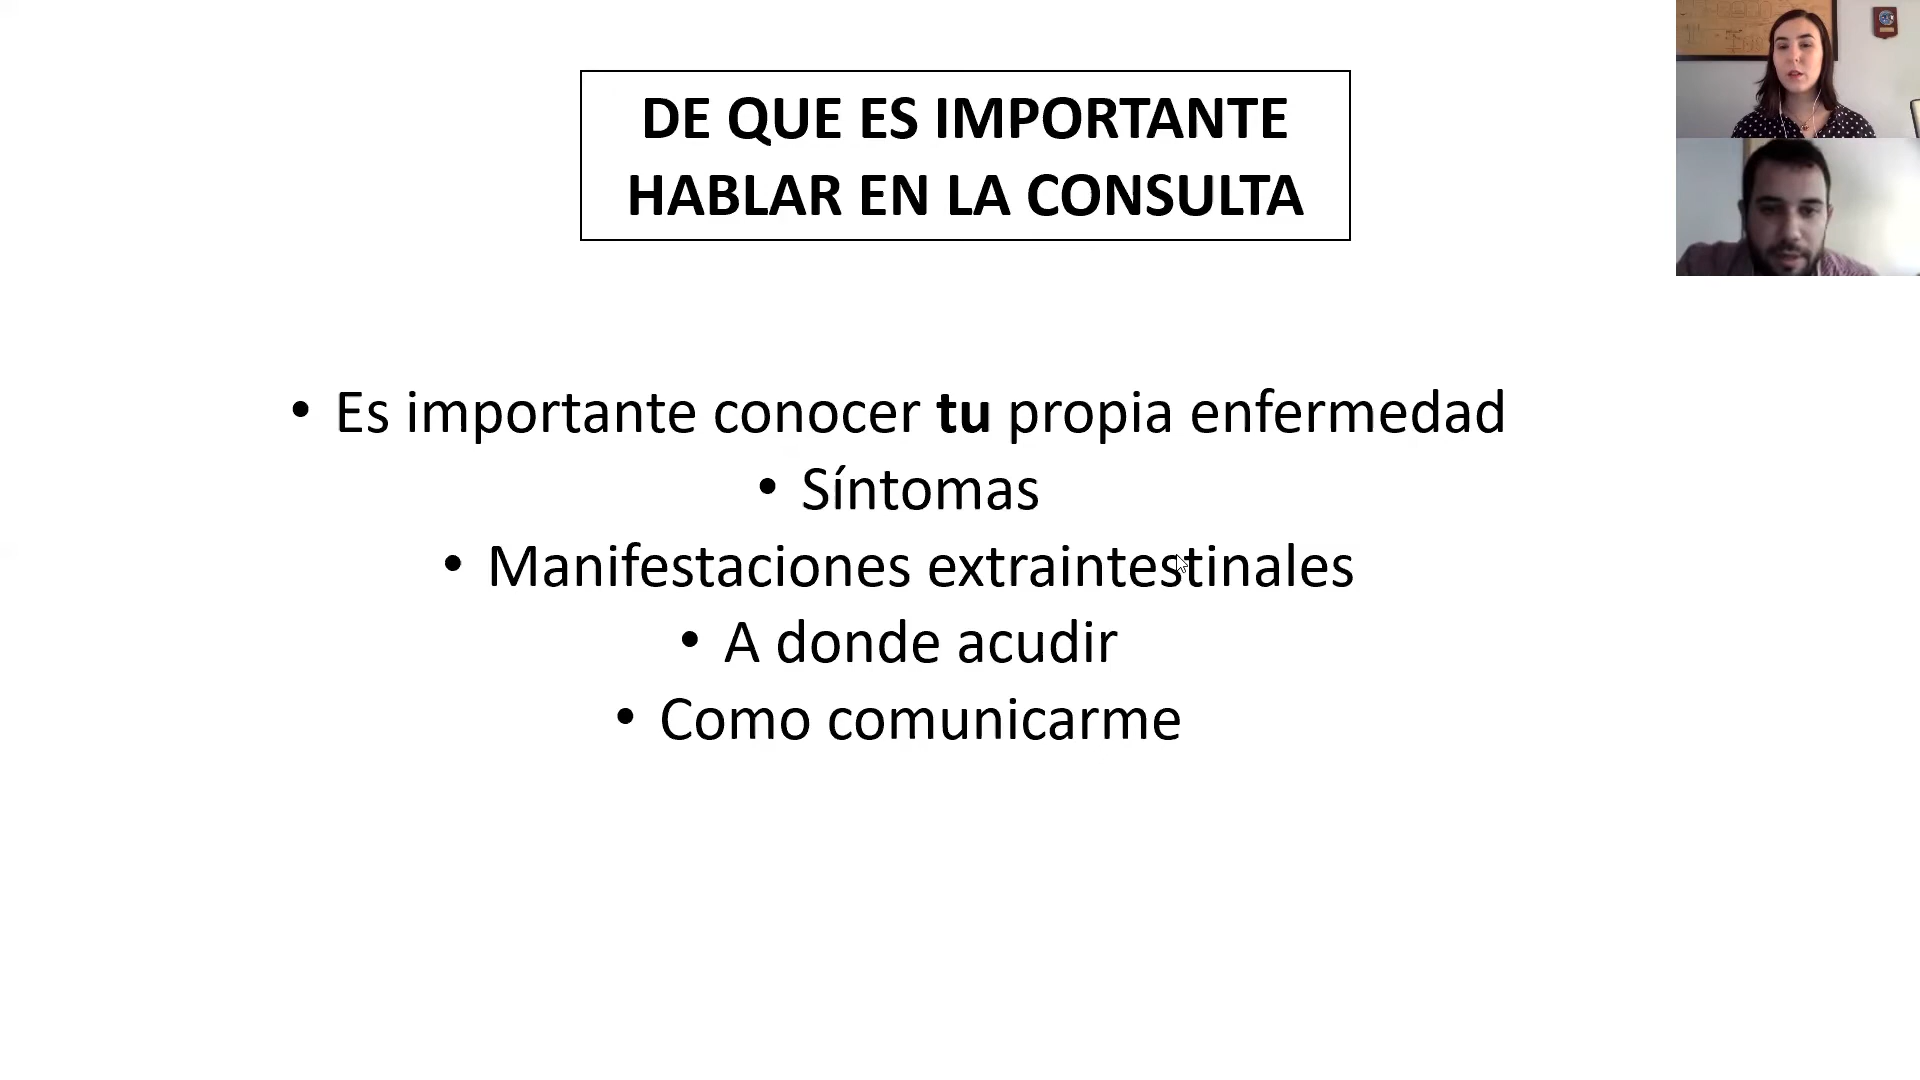 DE QUE ES IMPORTANTE
HABLAR EN LA CONSULTA
• Es importante conocer tu propia enfermedad
• Síntomas
• Manifestaciones extraintestinales
• A donde acudir
• Como comunicarme